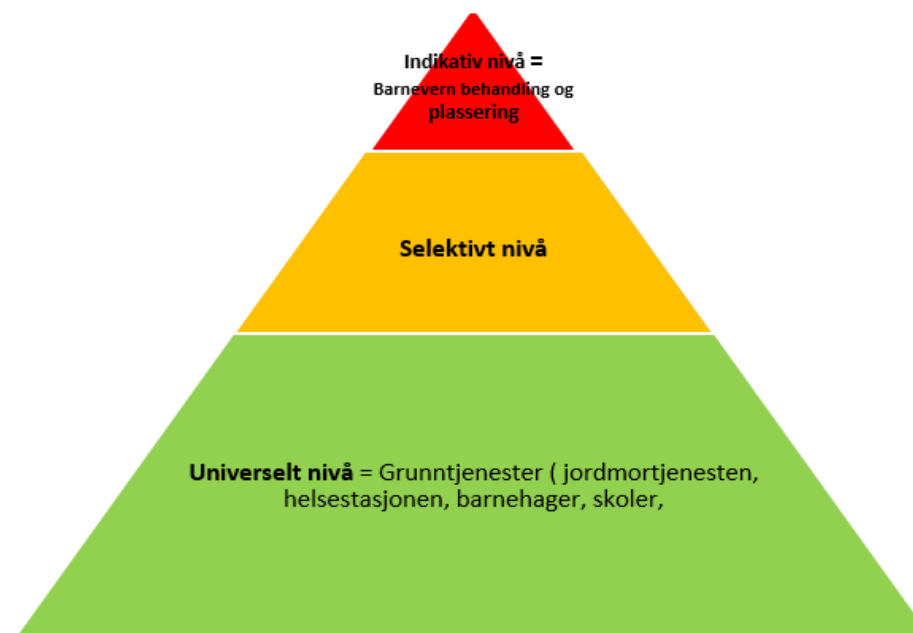 Indikativ nivå =
Barnevern behandling og
plassering
Selektivt nivå
Universelt nivå = Grunntjenester ( jordmortjenesten,
helsestasjonen, barnehager, skoler,